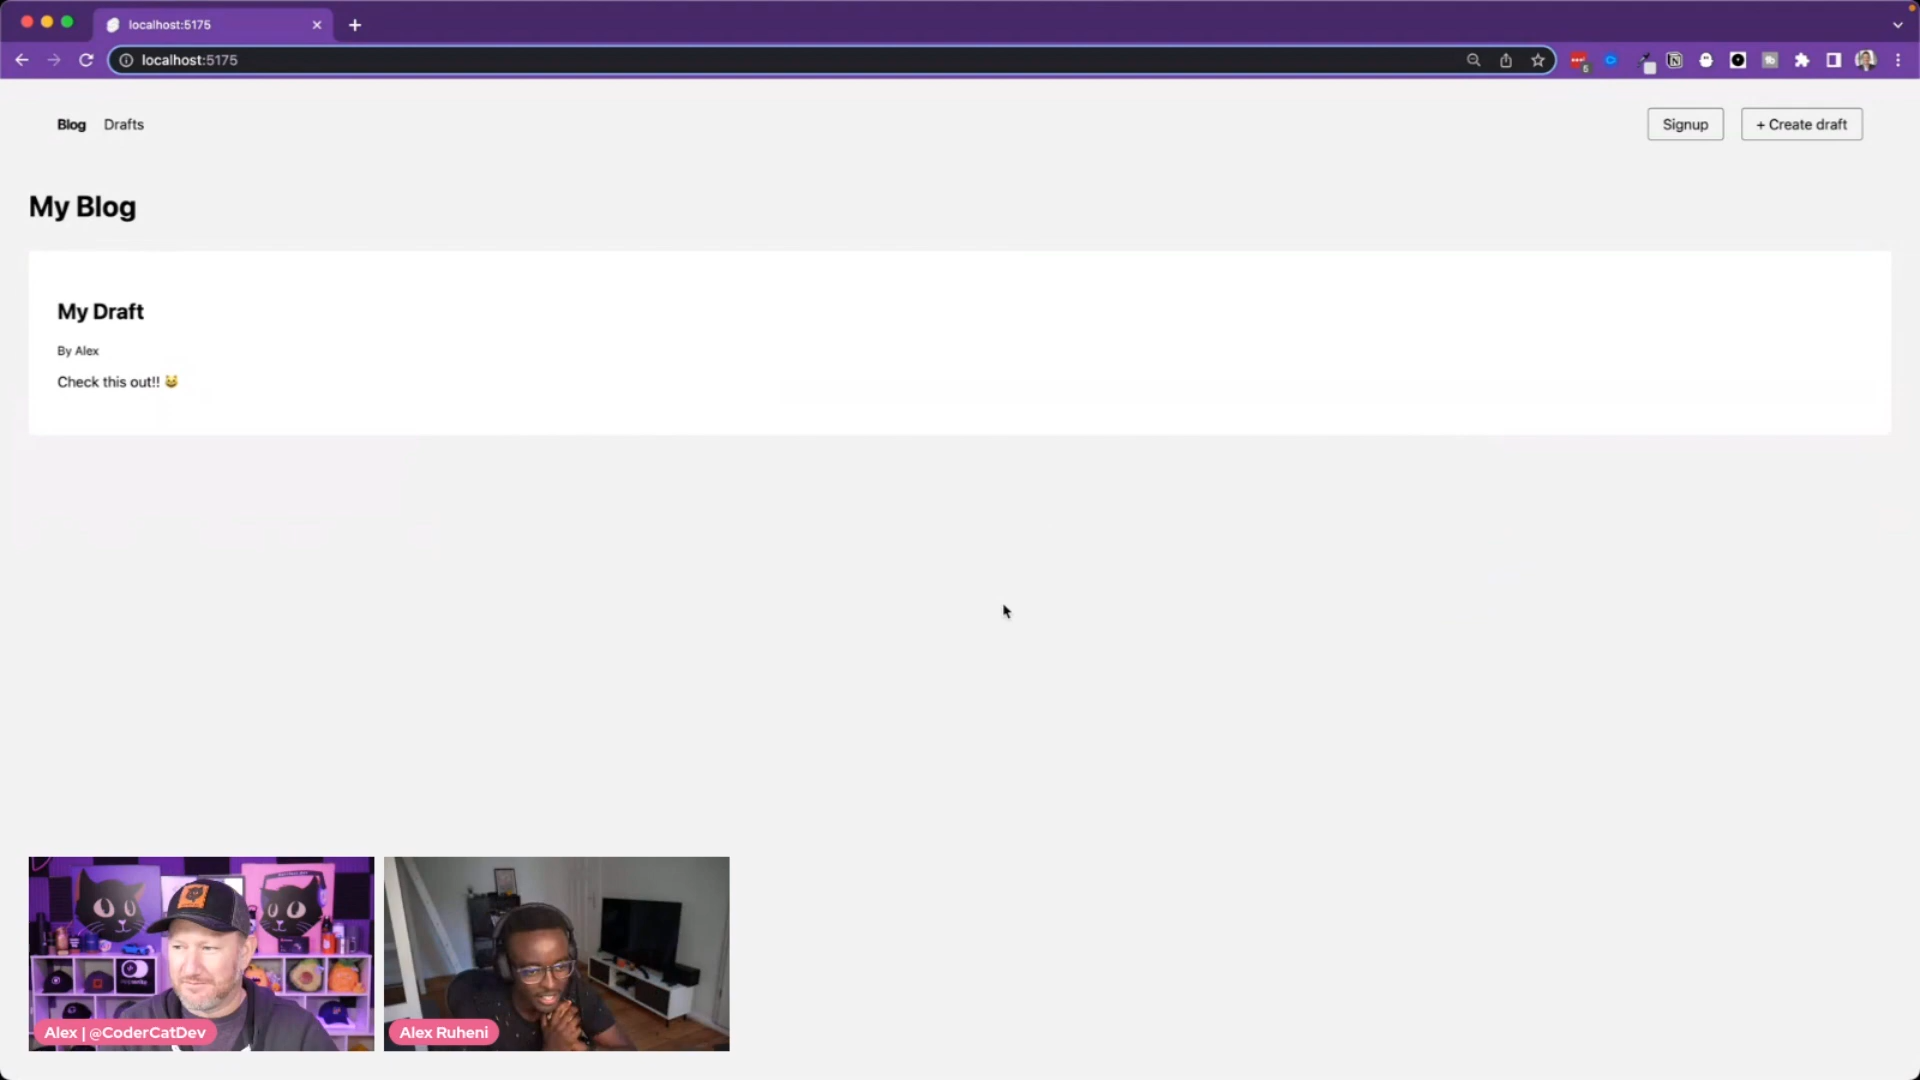 localhost:5175
localhost:5175
Blog Drafts
Signup + Create draft
My Blog
My Draft
By Alex
Check this out!! 😺
Alex | @CoderCatDev
Alex Ruheni